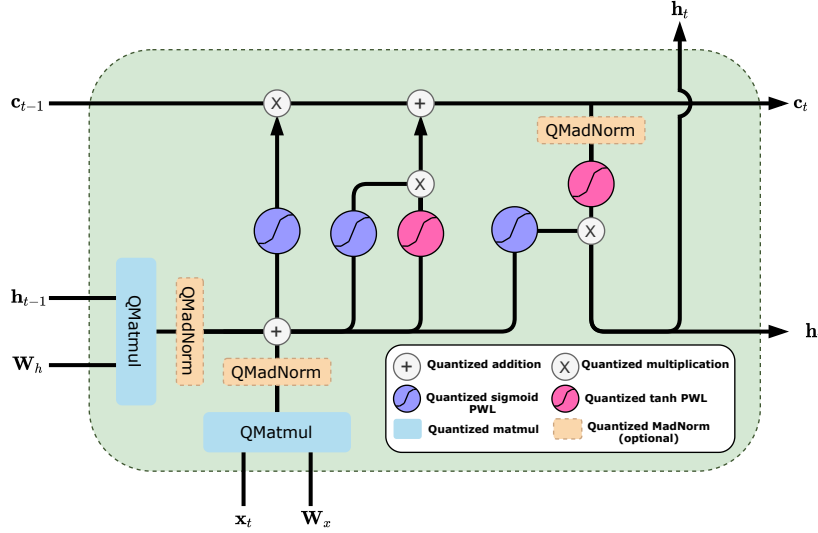 h_t
c_{t−1}
X
+
c_t
QMadNorm
X
X
h_{t−1}
QMatmul
QMadNorm
W_h
+
h
QMadNorm
QMatmul
x_t
W_x
+ Quantized addition
X Quantized multiplication
Quantized sigmoid
PWL
Quantized tanh PWL
Quantized matmul
Quantized MadNorm
(optional)